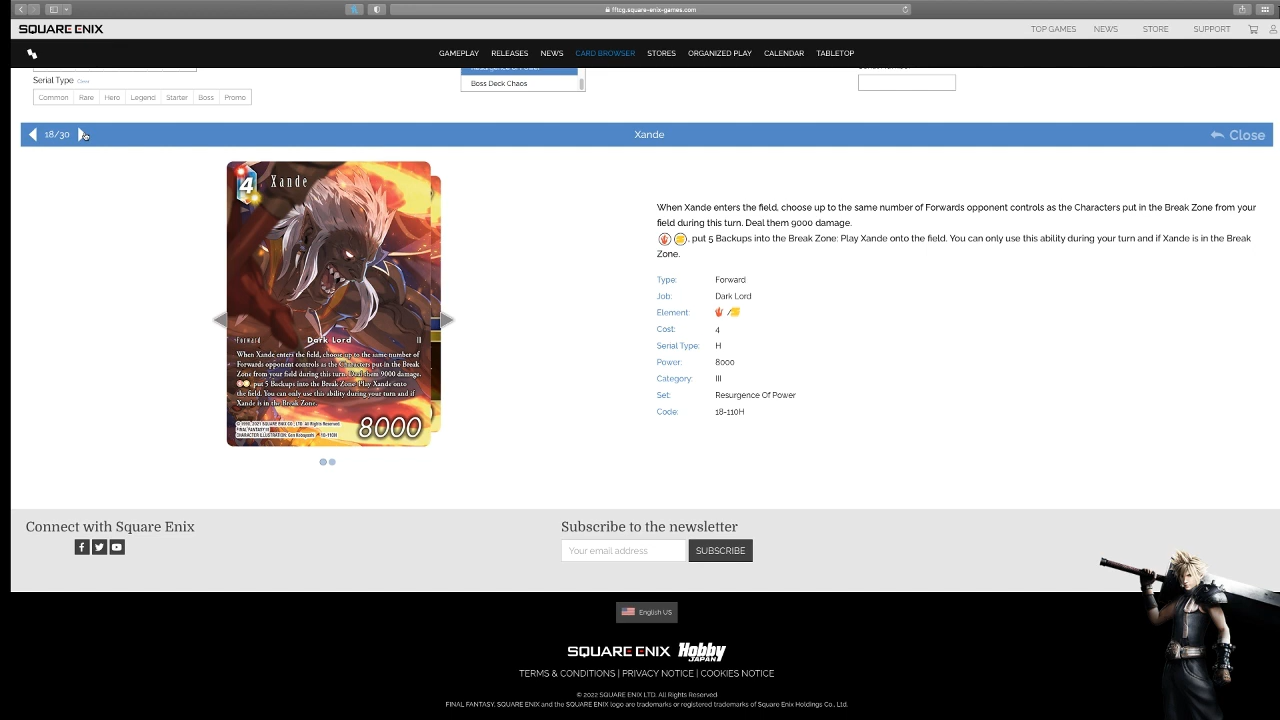 fftcg.square-enix-games.com
SQUARE ENIX
TOP GAMES NEWS STORE SUPPORT
GAMEPLAY RELEASES NEWS CARD BROWSER STORES ORGANIZED PLAY CALENDAR TABLETOP
Serial Type
Boss Deck Chaos
Common Rare Hero Legend Starter Boss Promo
18/30
Xande
Close
4
Xande
Forward Dark Lord III
When Xande enters the field, choose up to the same number of
Forwards opponent controls as the Characters put in the Break
Zone from your field during this turn. Deal them 9000 damage.
, put 5 Backups into the Break Zone: Play Xande onto
the field. You can only use this ability during your turn and if
Xande is in the Break Zone.
8000
When Xande enters the field, choose up to the same number of Forwards opponent controls as the Characters put in the Break Zone from your
field during this turn. Deal them 9000 damage.
, put 5 Backups into the Break Zone: Play Xande onto the field. You can only use this ability during your turn and if Xande is in the Break
Zone.
Type: Forward
Job: Dark Lord
Element: /
Cost: 4
Serial Type: H
Power: 8000
Category: III
Set: Resurgence Of Power
Code: 18-110H
Connect with Square Enix
Subscribe to the newsletter
Your email address
SUBSCRIBE
English US
SQUARE ENIX Hobby JAPAN
TERMS & CONDITIONS | PRIVACY NOTICE | COOKIES NOTICE
© 2022 SQUARE ENIX LTD. All Rights Reserved
FINAL FANTASY, SQUARE ENIX and the SQUARE ENIX logo are trademarks or registered trademarks of Square Enix Holdings Co., Ltd.